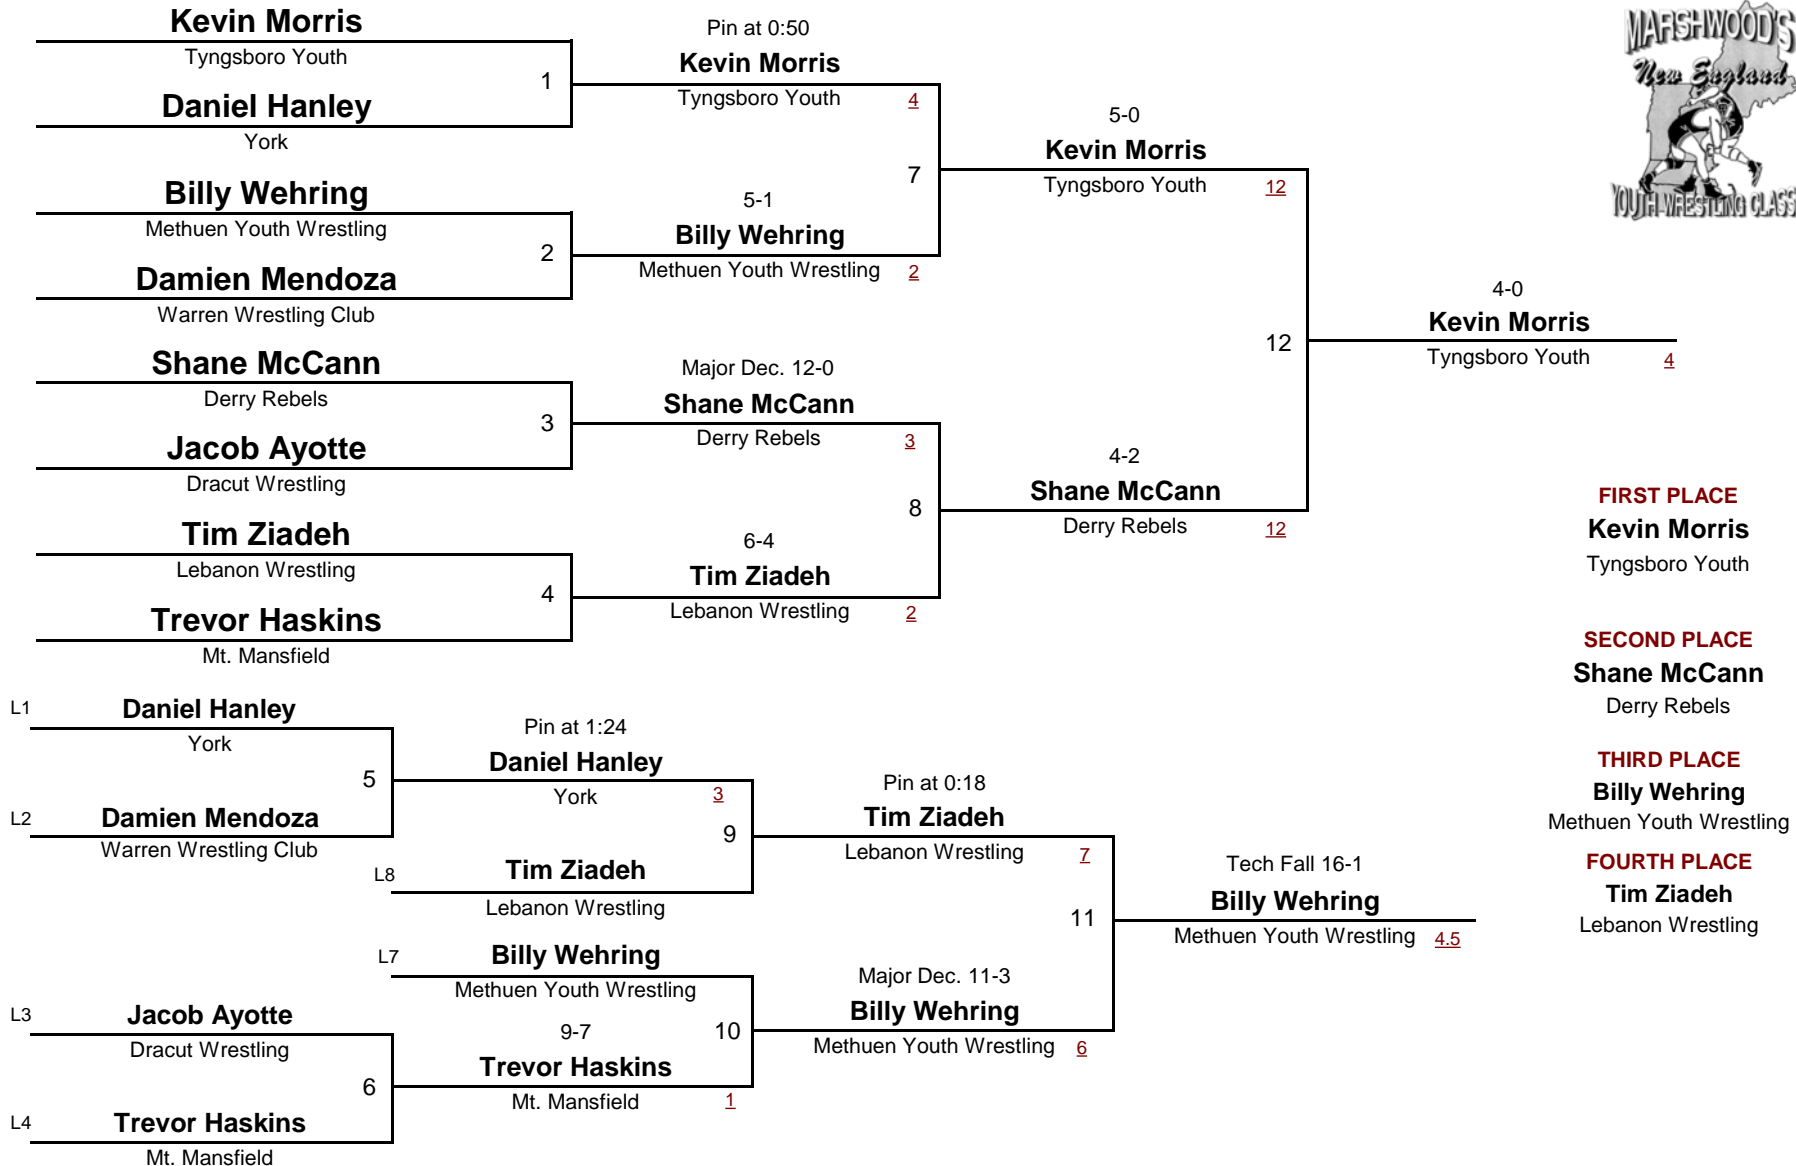 Kevin Morris
Tyngsboro Youth
1
Daniel Hanley
York
Billy Wehring
Methuen Youth Wrestling
2
Damien Mendoza
Warren Wrestling Club
Shane McCann
Derry Rebels
3
Jacob Ayotte
Dracut Wrestling
Tim Ziadeh
Lebanon Wrestling
4
Trevor Haskins
Mt. Mansfield
Pin at 0:50
Kevin Morris
Tyngsboro Youth 4
7
5-1
Billy Wehring
Methuen Youth Wrestling 2
Major Dec. 12-0
Shane McCann
Derry Rebels 3
8
6-4
Tim Ziadeh
Lebanon Wrestling 2
5-0
Kevin Morris
Tyngsboro Youth 12
12
4-2
Shane McCann
Derry Rebels 12
4-0
Kevin Morris
Tyngsboro Youth 4
MARSHWOOD'S
New England
YOUTH WRESTLING CLASS
FIRST PLACE
Kevin Morris
Tyngsboro Youth
SECOND PLACE
Shane McCann
Derry Rebels
THIRD PLACE
Billy Wehring
Methuen Youth Wrestling
FOURTH PLACE
Tim Ziadeh
Lebanon Wrestling
L1 Daniel Hanley
York
5
L2 Damien Mendoza
Warren Wrestling Club
L3 Jacob Ayotte
Dracut Wrestling
6
L4 Trevor Haskins
Mt. Mansfield
Pin at 1:24
Daniel Hanley
York 3
9
L8 Tim Ziadeh
Lebanon Wrestling
L7 Billy Wehring
Methuen Youth Wrestling
9-7 10
Trevor Haskins
Mt. Mansfield 1
Pin at 0:18
Tim Ziadeh
Lebanon Wrestling 7
11
Major Dec. 11-3
Billy Wehring
Methuen Youth Wrestling 6
Tech Fall 16-1
Billy Wehring
Methuen Youth Wrestling 4.5